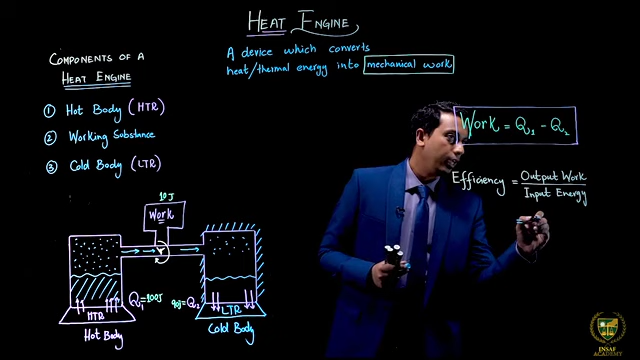 HEAT ENGINE
A device which converts
heat/thermal energy into mechanical work
COMPONENTS OF A
HEAT ENGINE
① Hot Body (HTR)
② Working Substance
③ Cold Body (LTR)
Work = Q₁ - Q₂
Efficiency = Output Work
Input Energy
10J
Work
Q₁=100J
90J=Q₂
HTR
LTR
Hot Body
Cold Body
INSAF
ACADEMY